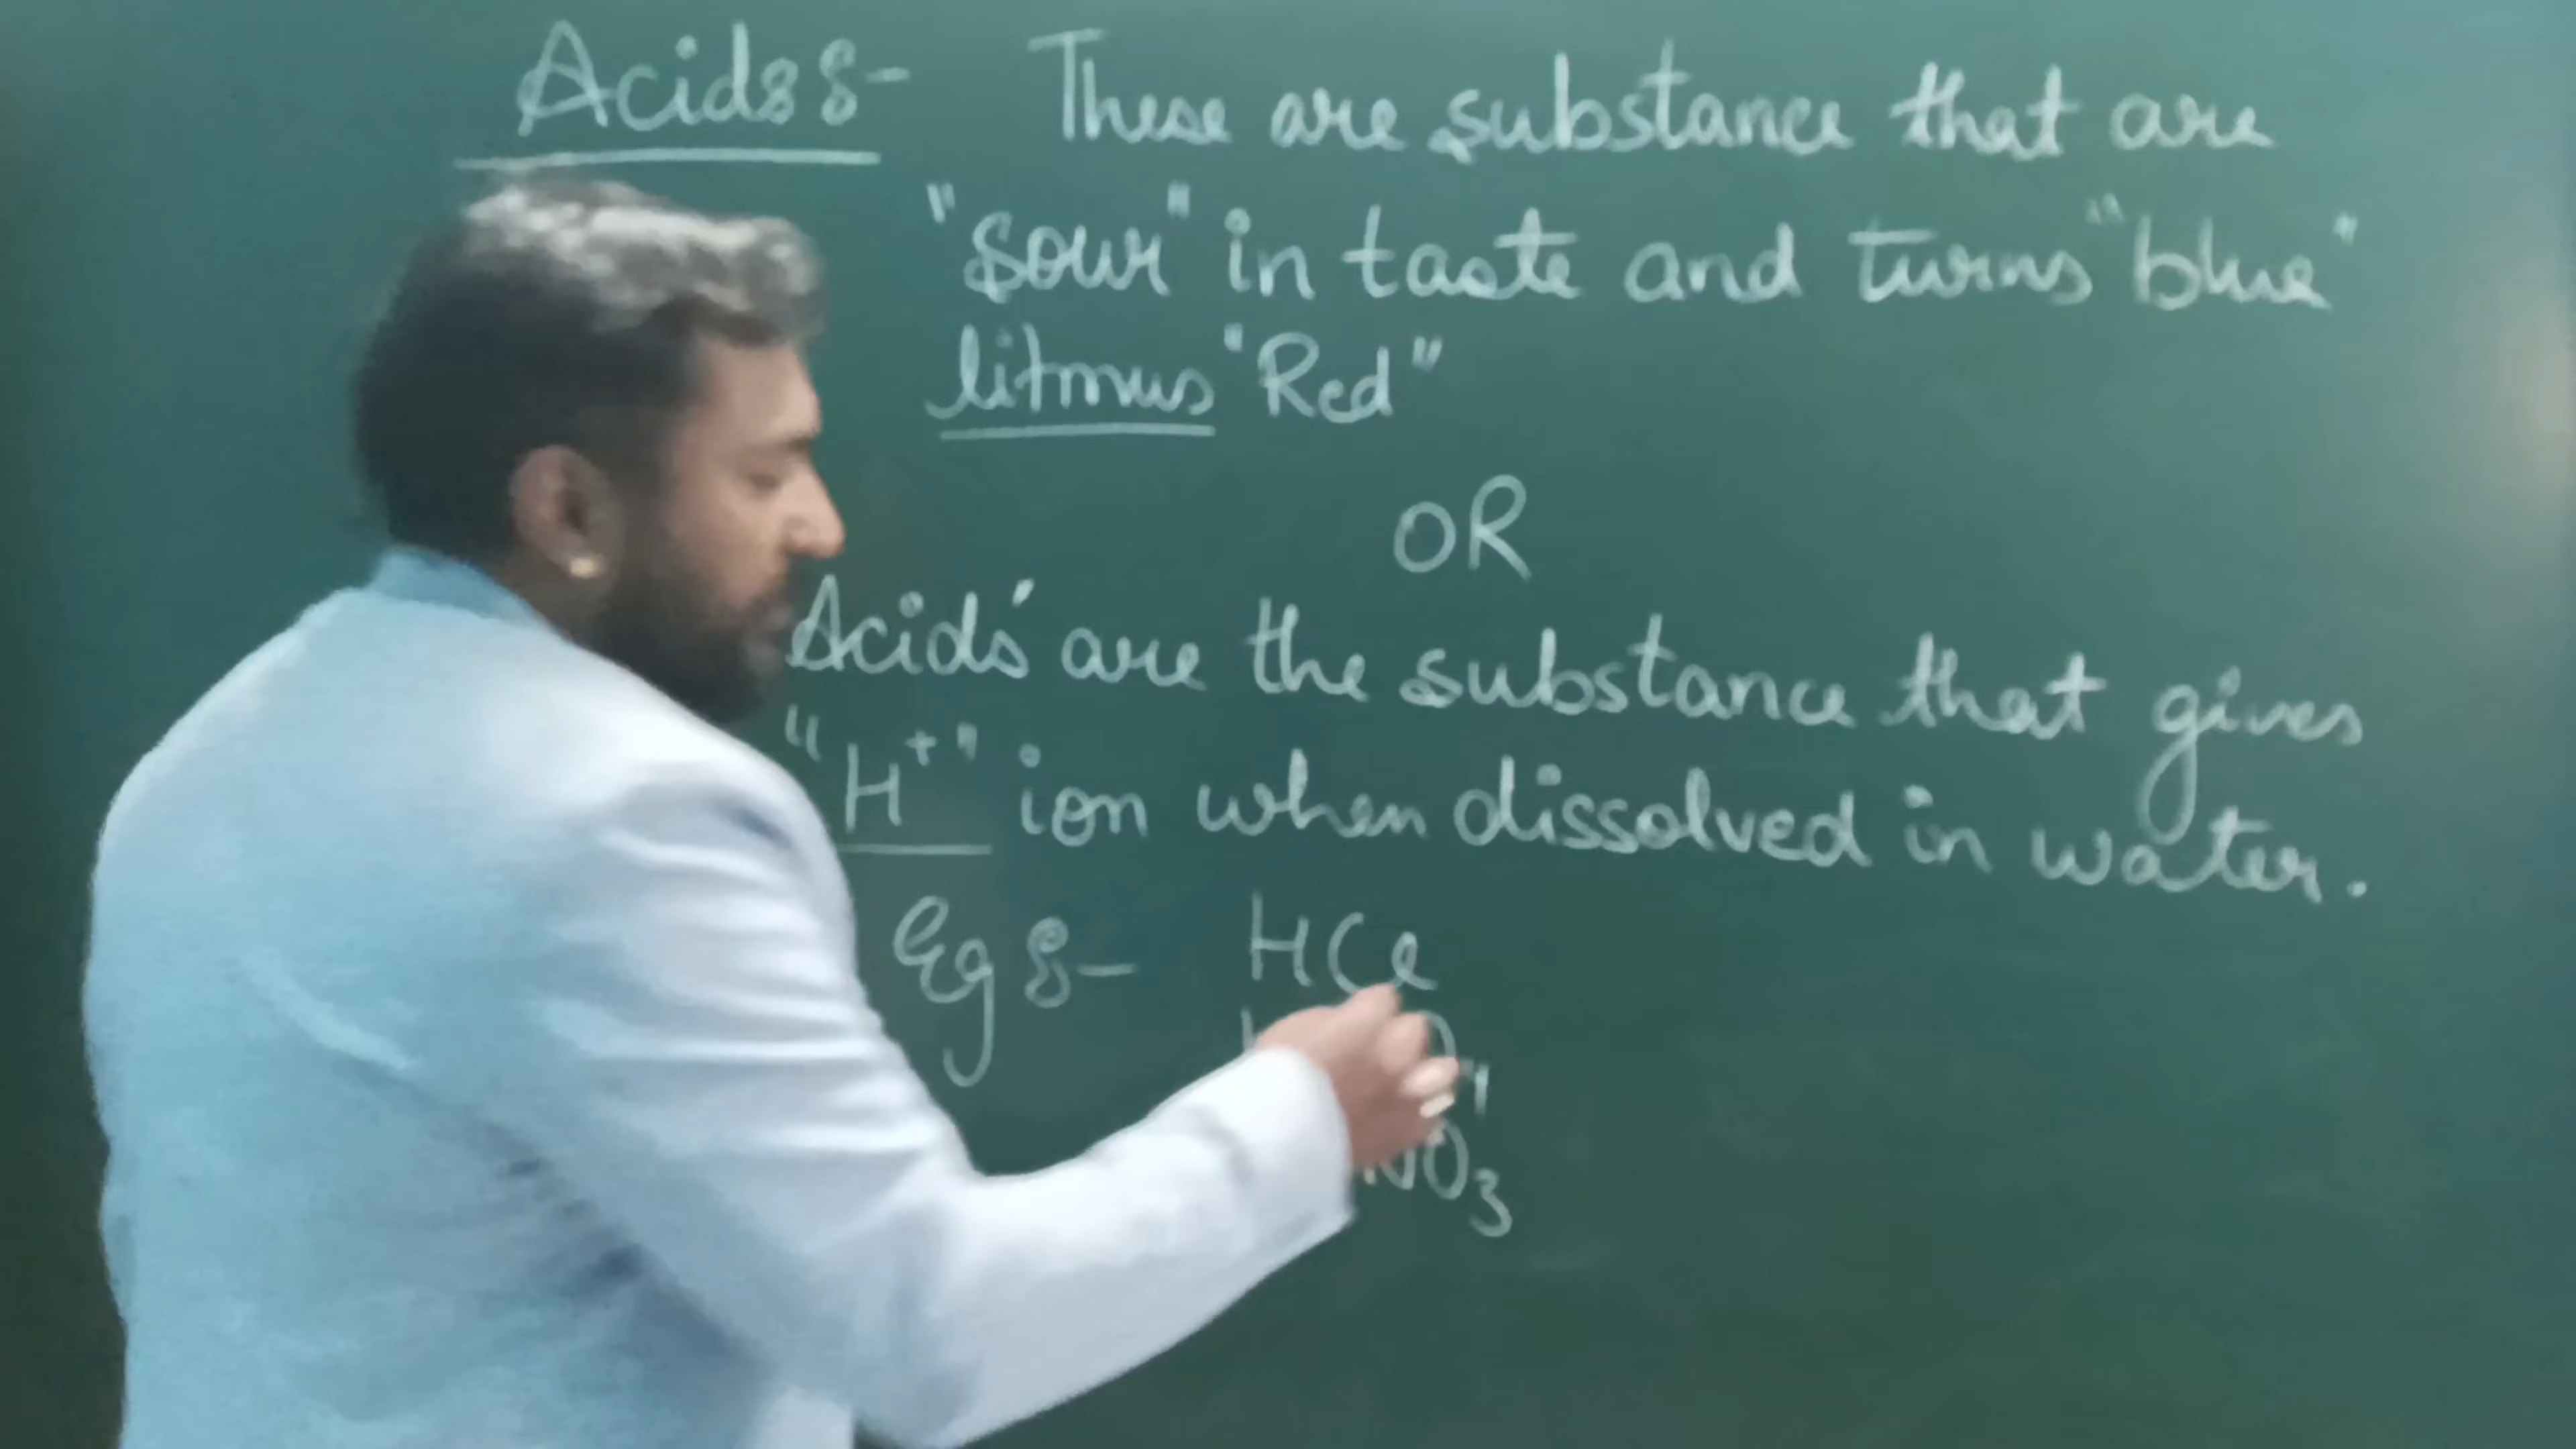 Acids :- These are substance that are
"Sour" in taste and turns "blue"
litmus "Red"
OR
Acids' are the substance that gives
"H⁺" ion when dissolved in water.
Eg :- HCl